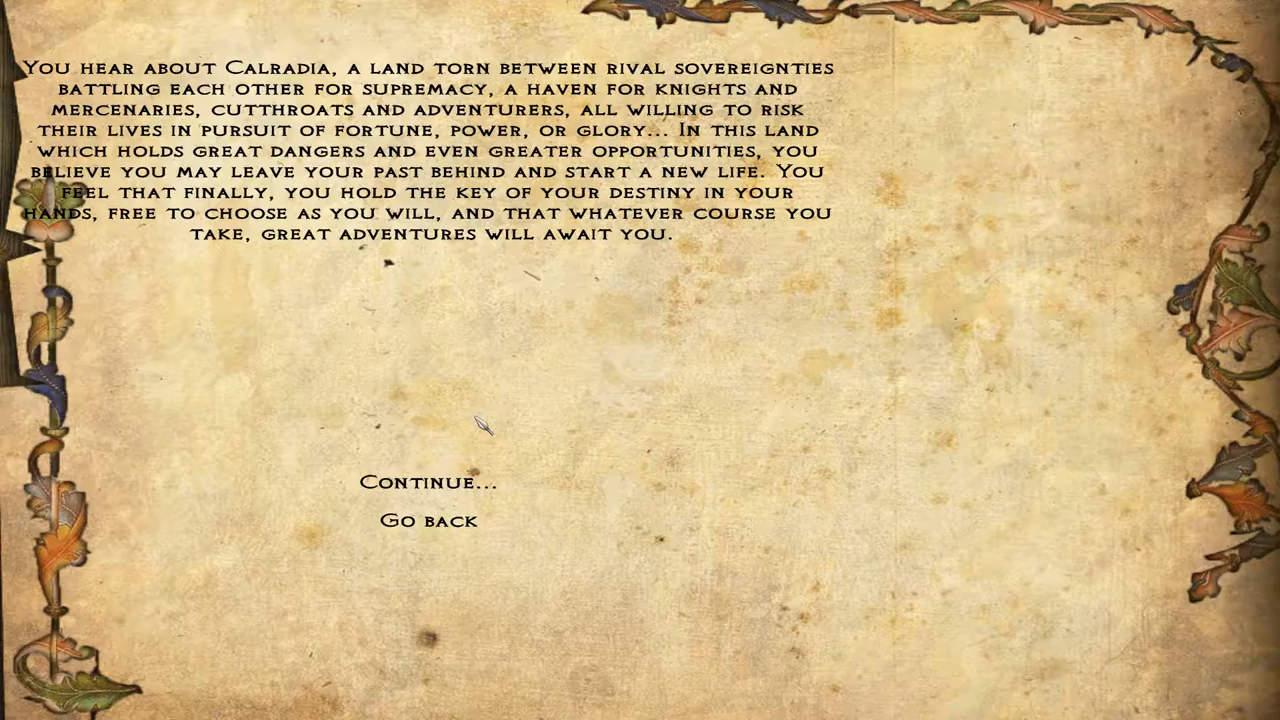 You hear about Calradia, a land torn between rival sovereignties
battling each other for supremacy, a haven for knights and
mercenaries, cutthroats and adventurers, all willing to risk
their lives in pursuit of fortune, power, or glory... In this land
which holds great dangers and even greater opportunities, you
believe you may leave your past behind and start a new life. You
feel that finally, you hold the key of your destiny in your
hands, free to choose as you will, and that whatever course you
take, great adventures will await you.
Continue...
Go back